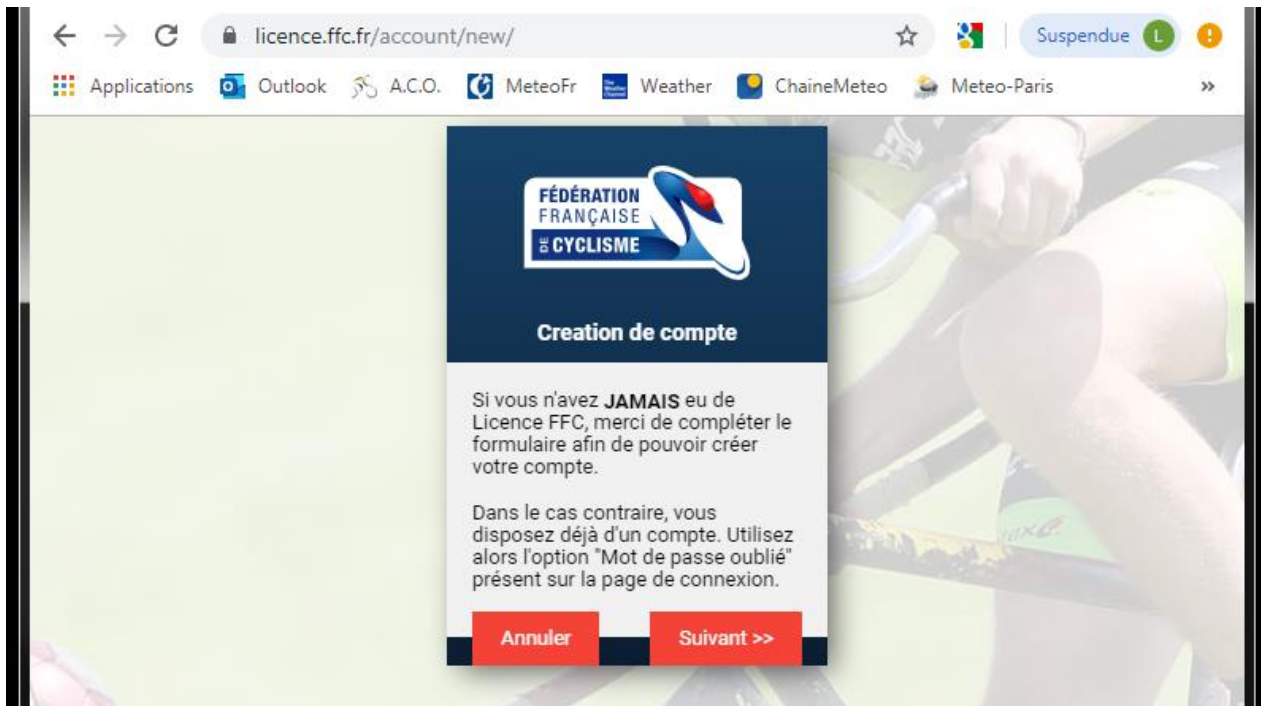 licence.ffc.fr/account/new/
Suspendue L
Applications Outlook A.C.O. MeteoFr Weather ChaineMeteo Meteo-Paris »
FÉDÉRATION
FRANÇAISE
DE CYCLISME
Creation de compte
Si vous n'avez JAMAIS eu de
Licence FFC, merci de compléter le
formulaire afin de pouvoir créer
votre compte.
Dans le cas contraire, vous
disposez déjà d'un compte. Utilisez
alors l'option "Mot de passe oublié"
présent sur la page de connexion.
Annuler Suivant >>